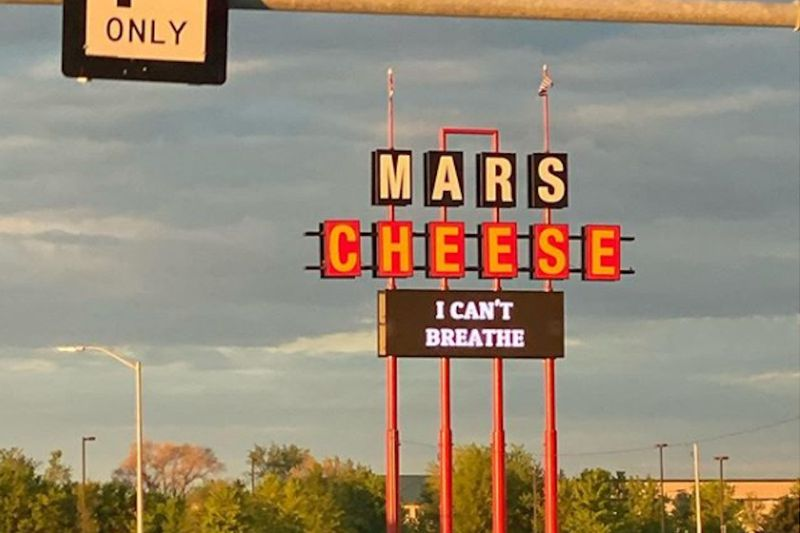 ONLY
MARS
CHEESE
I CAN'T
BREATHE